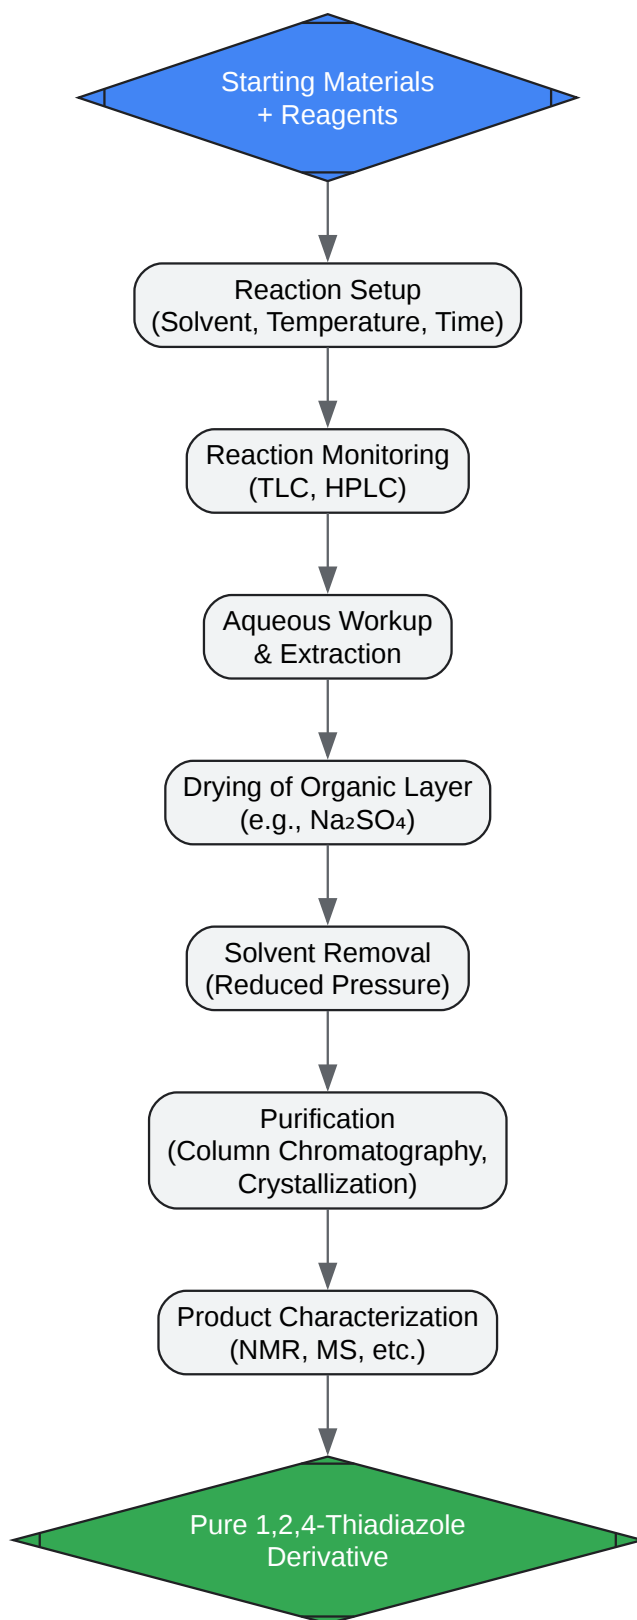 Starting Materials
+ Reagents
Reaction Setup
(Solvent, Temperature, Time)
Reaction Monitoring
(TLC, HPLC)
Aqueous Workup
& Extraction
Drying of Organic Layer
(e.g., Na₂SO₄)
Solvent Removal
(Reduced Pressure)
Purification
(Column Chromatography,
Crystallization)
Product Characterization
(NMR, MS, etc.)
Pure 1,2,4-Thiadiazole
Derivative